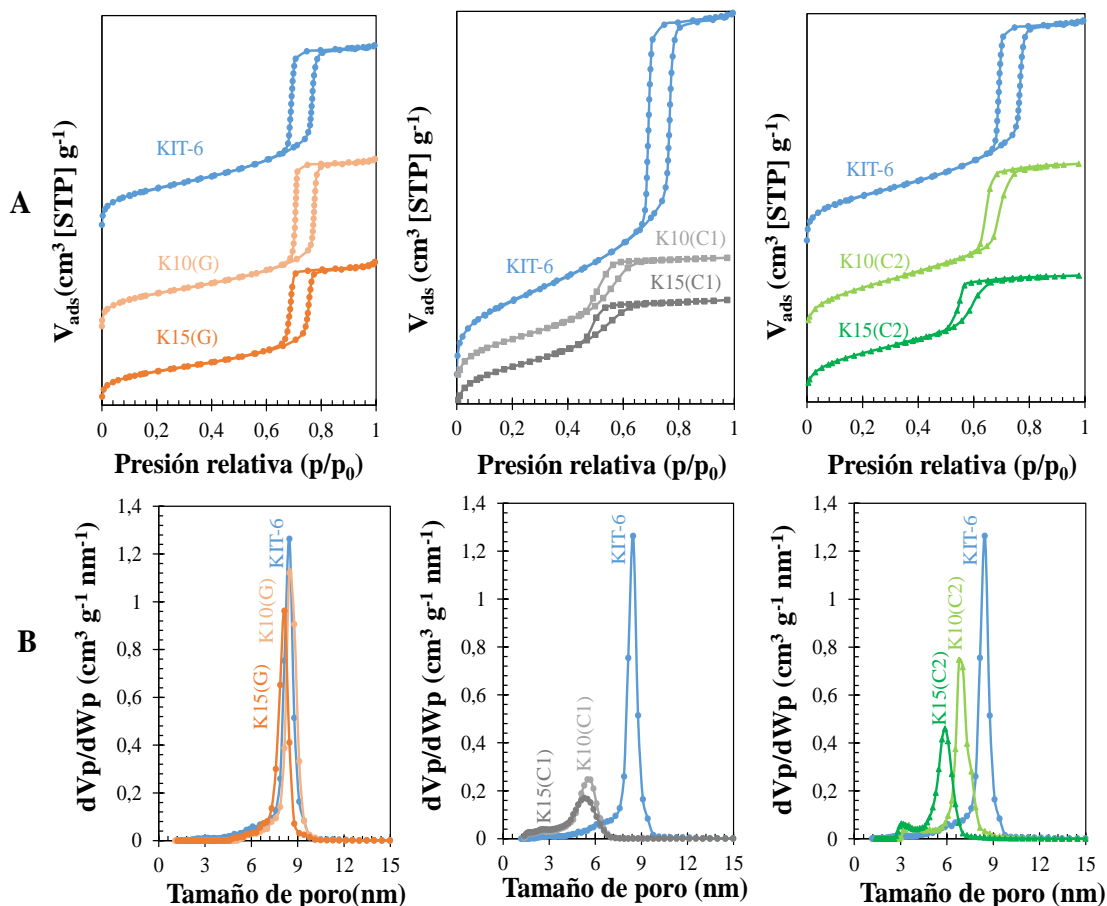 A
V_ads(cm³ [STP] g⁻¹)
KIT-6
K10(G)
K15(G)
0 0,2 0,4 0,6 0,8 1
Presión relativa (p/p₀)
V_ads (cm³ [STP] g⁻¹)
KIT-6
K10(C1)
K15(C1)
0 0,2 0,4 0,6 0,8 1
Presión relativa (p/p₀)
V_ads (cm³ [STP] g⁻¹)
KIT-6
K10(C2)
K15(C2)
0 0,2 0,4 0,6 0,8 1
Presión relativa (p/p₀)
B
dVp/dWp (cm³ g⁻¹ nm⁻¹)
1,4
1,2
1
0,8
0,6
0,4
0,2
0
KIT-6
K10(G)
K15(G)
0 3 6 9 12 15
Tamaño de poro(nm)
dVp/dWp (cm³ g⁻¹ nm⁻¹)
1,4
1,2
1
0,8
0,6
0,4
0,2
0
KIT-6
K10(C1)
K15(C1)
0 3 6 9 12 15
Tamaño de poro (nm)
dVp/dWp (cm³ g⁻¹ nm⁻¹)
1,4
1,2
1
0,8
0,6
0,4
0,2
0
KIT-6
K10(C2)
K15(C2)
0 3 6 9 12 15
Tamaño de poro (nm)